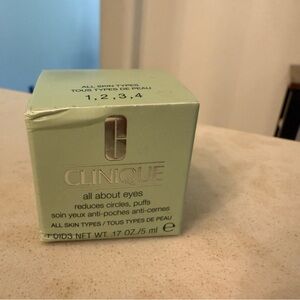 ALL SKIN TYPES
TOUS TYPES DE PEAU
1, 2, 3, 4
CLINIQUE
all about eyes
reduces circles, puffs
soin yeux anti-poches anti-cernes
ALL SKIN TYPES / TOUS TYPES DE PEAU
POIDS NET WT. .17 OZ./5 ml ℮